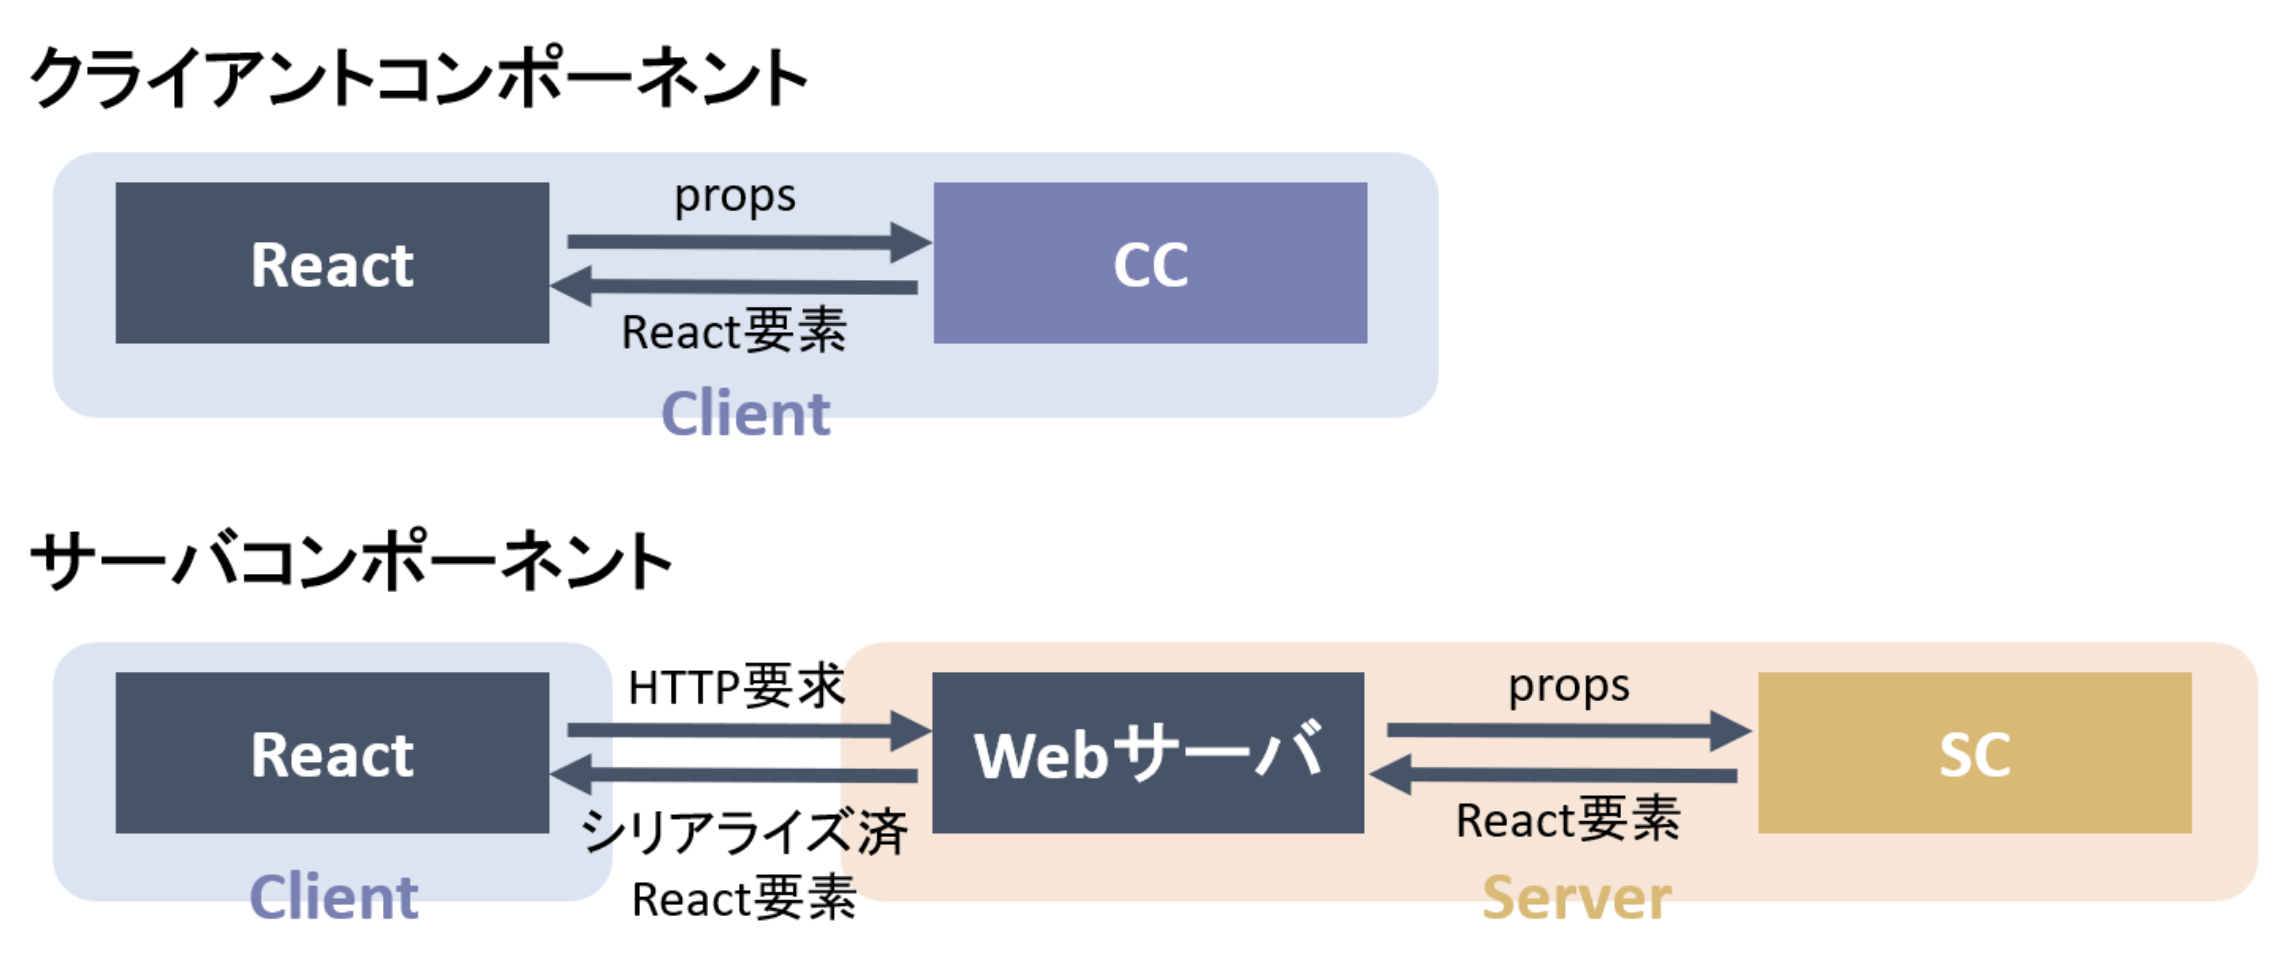 クライアントコンポーネント
props
React
CC
React要素
Client
サーバコンポーネント
HTTP要求
props
React
Webサーバ
SC
シリアライズ済
React要素
React要素
Client
Server